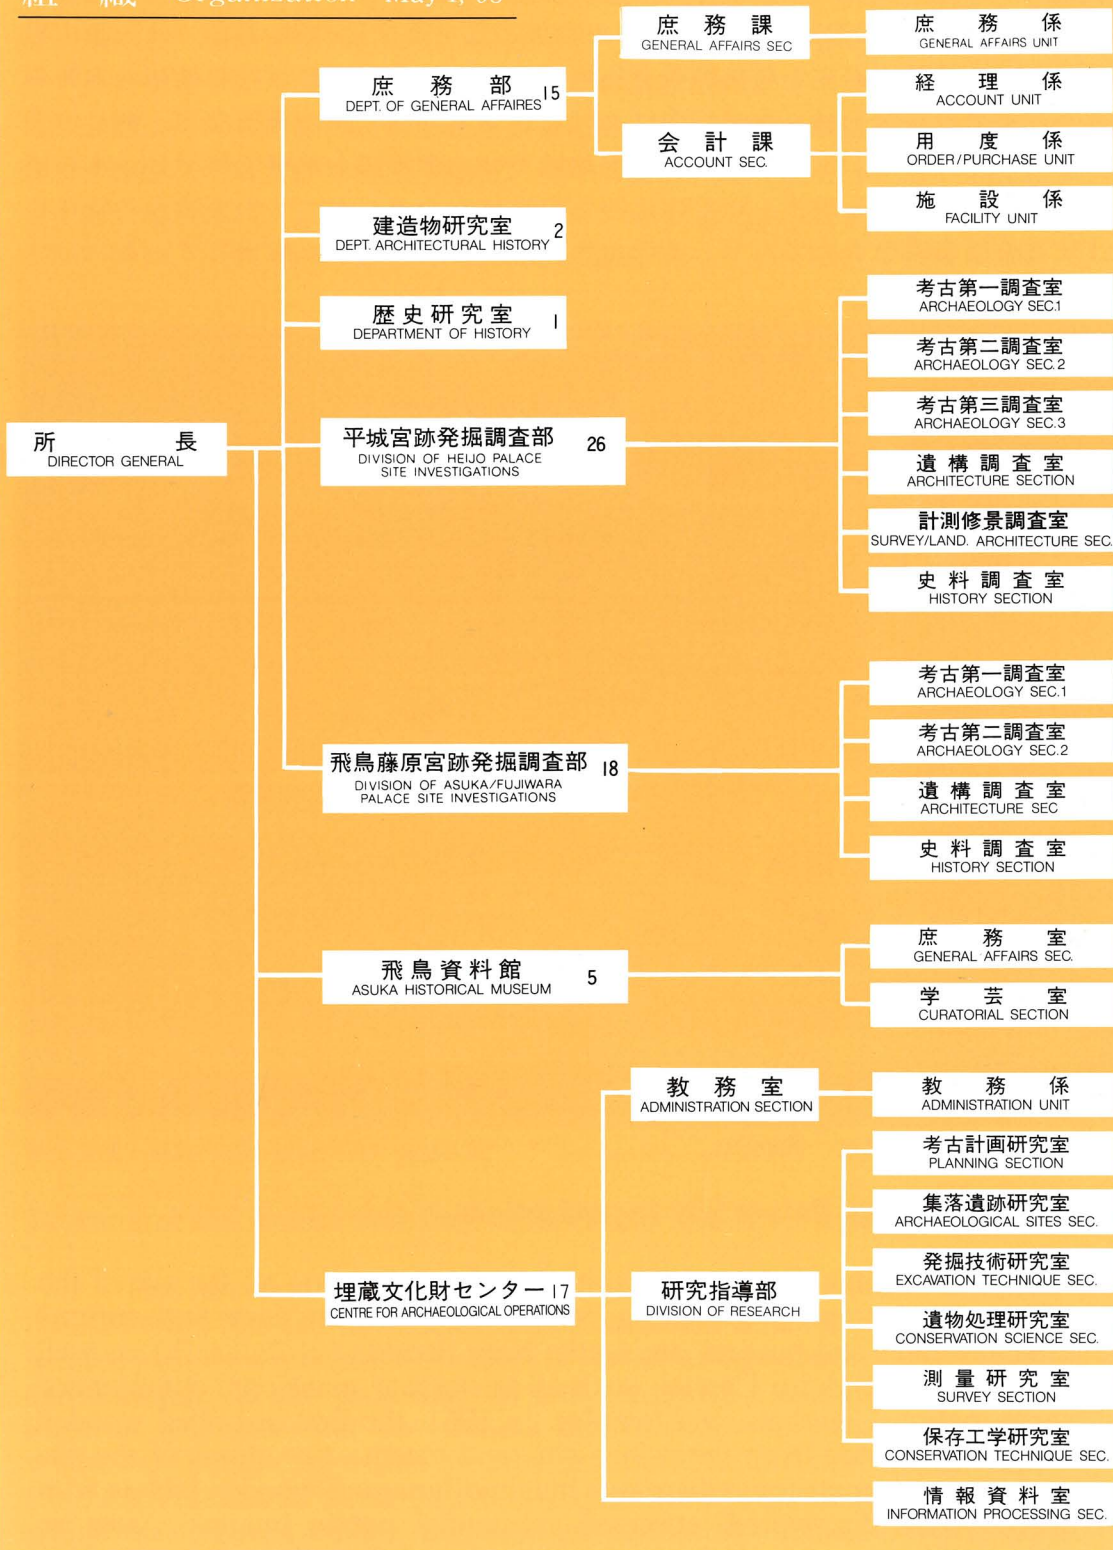 組織 Organization May 1,
所長
DIRECTOR GENERAL
庶務部 15
DEPT. OF GENERAL AFFAIRES
庶務課
GENERAL AFFAIRS SEC
庶務係
GENERAL AFFAIRS UNIT
会計課
ACCOUNT SEC.
経理係
ACCOUNT UNIT
用度係
ORDER/PURCHASE UNIT
施設係
FACILITY UNIT
建造物研究室 2
DEPT. ARCHITECTURAL HISTORY
歴史研究室 1
DEPARTMENT OF HISTORY
平城宮跡発掘調査部 26
DIVISION OF HEIJO PALACE
SITE INVESTIGATIONS
考古第一調査室
ARCHAEOLOGY SEC.1
考古第二調査室
ARCHAEOLOGY SEC.2
考古第三調査室
ARCHAEOLOGY SEC.3
遺構調査室
ARCHITECTURE SECTION
計測修景調査室
SURVEY/LAND. ARCHITECTURE SEC.
史料調査室
HISTORY SECTION
飛鳥藤原宮跡発掘調査部 18
DIVISION OF ASUKA/FUJIWARA
PALACE SITE INVESTIGATIONS
考古第一調査室
ARCHAEOLOGY SEC.1
考古第二調査室
ARCHAEOLOGY SEC.2
遺構調査室
ARCHITECTURE SEC
史料調査室
HISTORY SECTION
飛鳥資料館 5
ASUKA HISTORICAL MUSEUM
庶務室
GENERAL AFFAIRS SEC.
学芸室
CURATORIAL SECTION
埋蔵文化財センター 17
CENTRE FOR ARCHAEOLOGICAL OPERATIONS
教務室
ADMINISTRATION SECTION
教務係
ADMINISTRATION UNIT
研究指導部
DIVISION OF RESEARCH
考古計画研究室
PLANNING SECTION
集落遺跡研究室
ARCHAEOLOGICAL SITES SEC.
発掘技術研究室
EXCAVATION TECHNIQUE SEC.
遺物処理研究室
CONSERVATION SCIENCE SEC.
測量研究室
SURVEY SECTION
保存工学研究室
CONSERVATION TECHNIQUE SEC.
情報資料室
INFORMATION PROCESSING SEC.